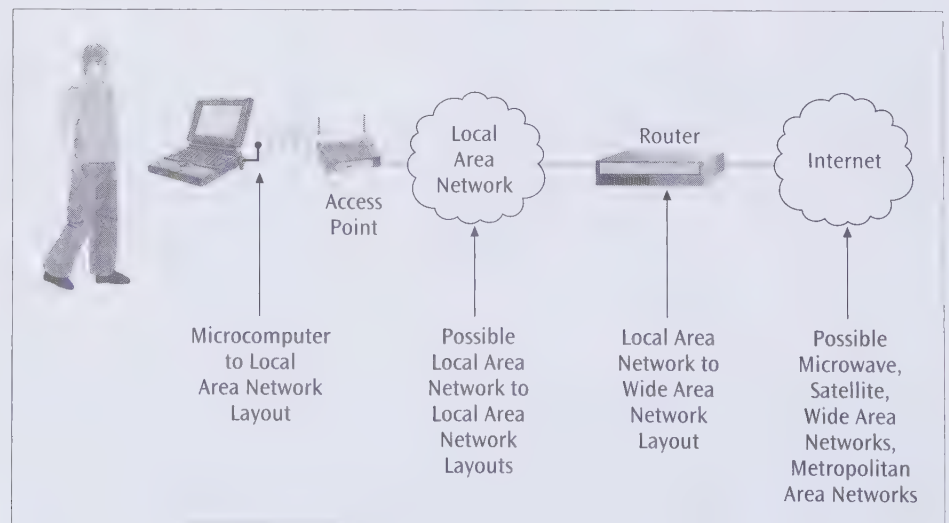 Local
Area
Network
Router
Internet
Access
Point
Microcomputer
to Local
Area Network
Layout
Possible
Local Area
Network to
Local Area
Network
Layouts
Local Area
Network to
Wide Area
Network
Layout
Possible
Microwave,
Satellite,
Wide Area
Networks,
Metropolitan
Area Networks